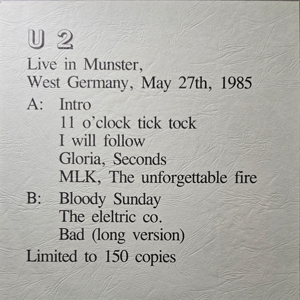 U 2
Live in Munster,
West Germany, May 27th, 1985
A: Intro
11 o'clock tick tock
I will follow
Gloria, Seconds
MLK, The unforgettable fire
B: Bloody Sunday
The eleltric co.
Bad (long version)
Limited to 150 copies